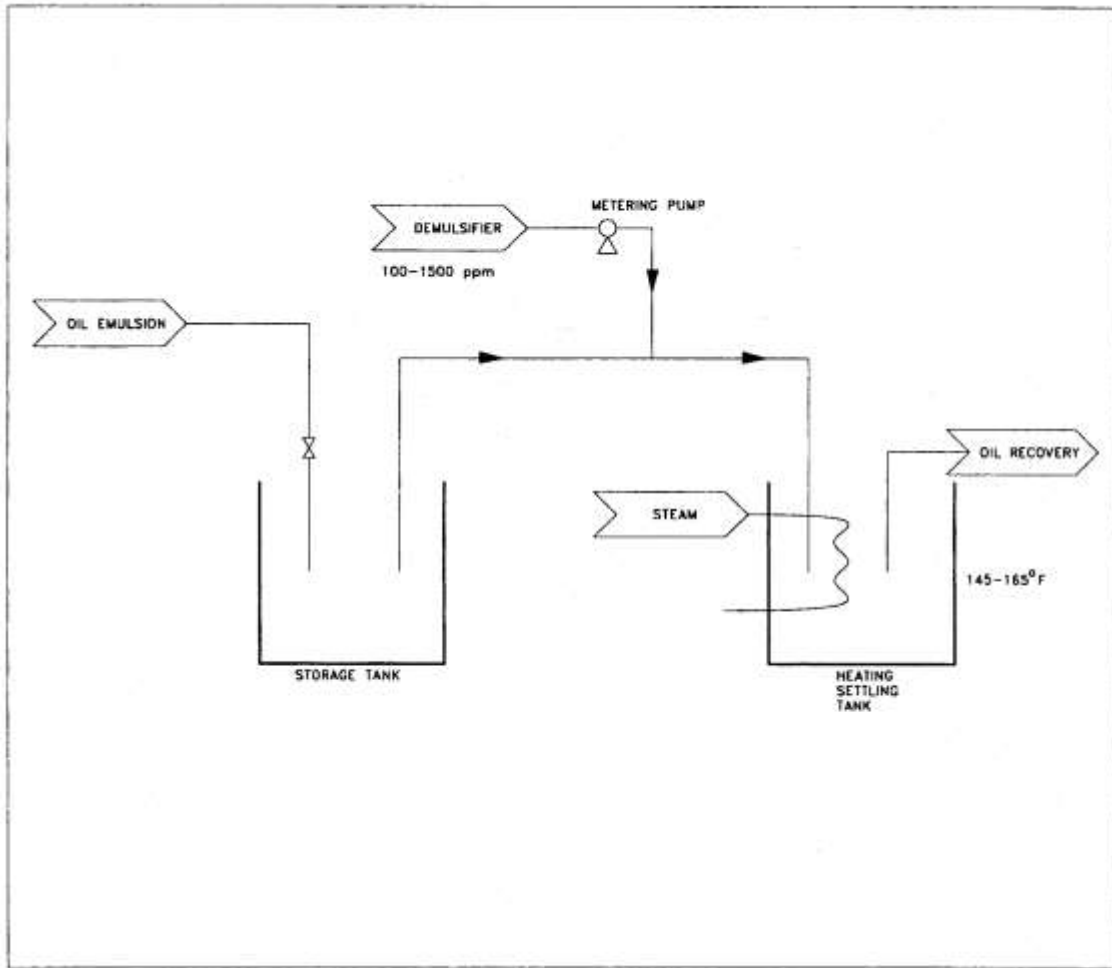 METERING PUMP
DEMULSIFIER
100-1500 ppm
OIL EMULSION
OIL RECOVERY
STEAM
145-165°F
STORAGE TANK
HEATING
SETTLING
TANK